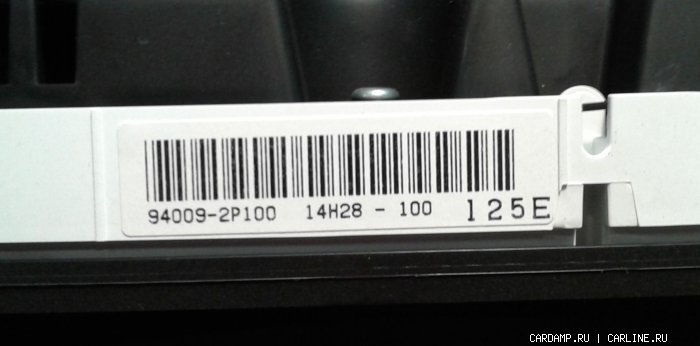 94009-2P100 14H28 - 100 125E
CARDAMP.RU | CARLINE.RU